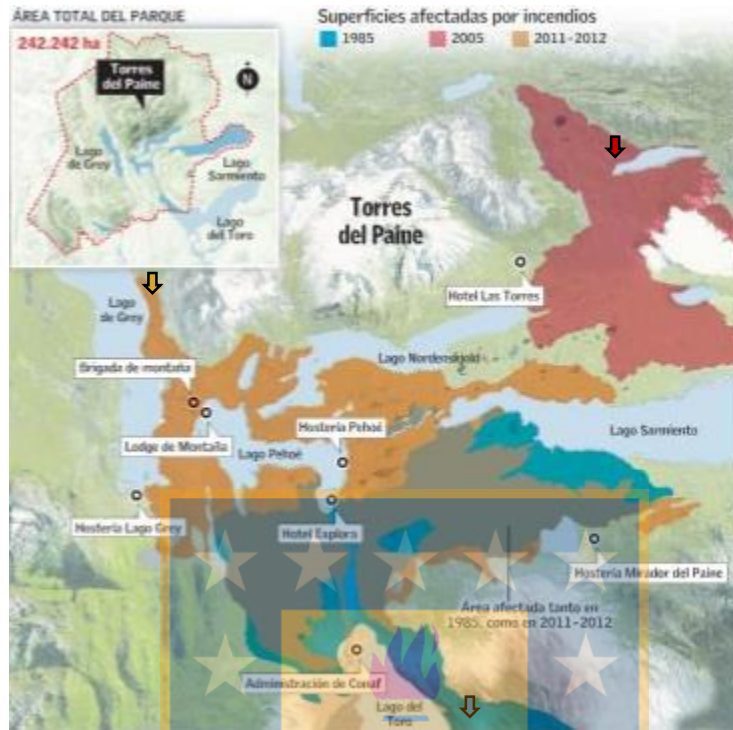 ÁREA TOTAL DEL PARQUE
242.242 ha
Torres
del Paine
N
Lago
de Grey
Lago
Sarmiento
Lago
del Toro
Superficies afectadas por incendios
1985
2005
2011-2012
Torres
del Paine
Hotel Las Torres
Lago
de Grey
Lago Nordenskjold
Brigada de montaña
Hostería Pehoé
Lago Sarmiento
Lodge de Montaña
Lago Pehoé
Hostería Lago Grey
Hotel Explora
Hostería Mirador del Paine
Área afectada tanto en
1985, como en 2011-2012
Administración de Conaf
Lago del
Toro